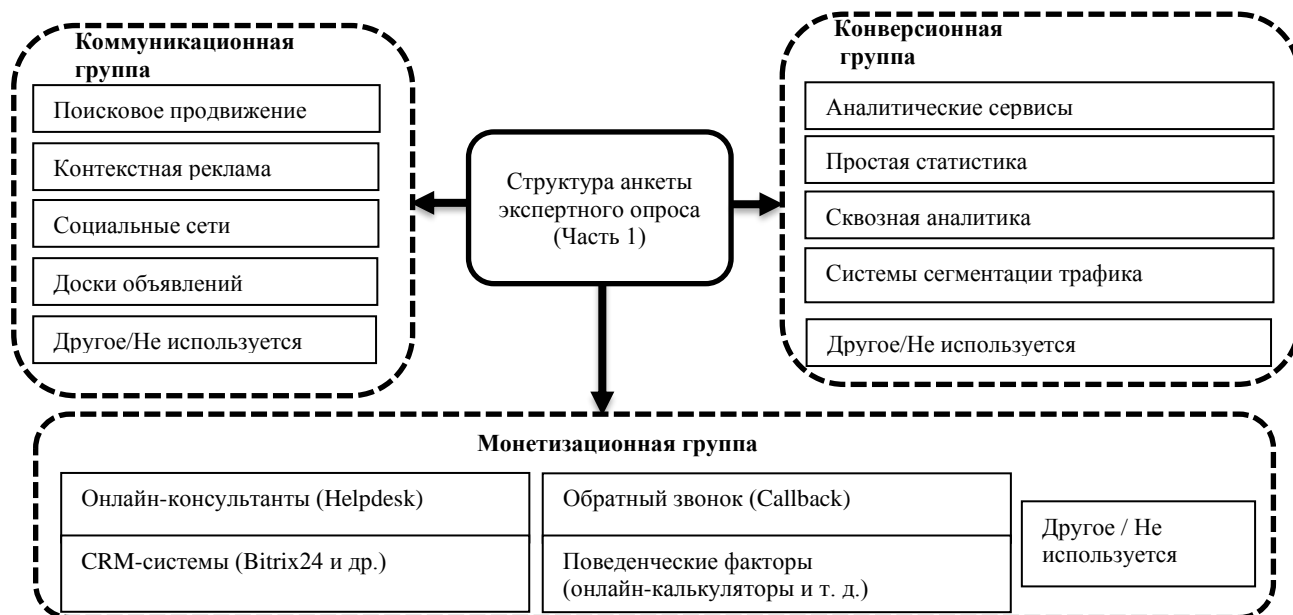 Коммуникационная
группа
Поисковое продвижение
Контекстная реклама
Социальные сети
Доски объявлений
Другое/Не используется
Структура анкеты
экспертного опроса
(Часть 1)
Конверсионная
группа
Аналитические сервисы
Простая статистика
Сквозная аналитика
Системы сегментации трафика
Другое/Не используется
Монетизационная группа
Онлайн-консультанты (Helpdesk)
CRM-системы (Bitrix24 и др.)
Обратный звонок (Callback)
Поведенческие факторы
(онлайн-калькуляторы и т. д.)
Другое / Не
используется